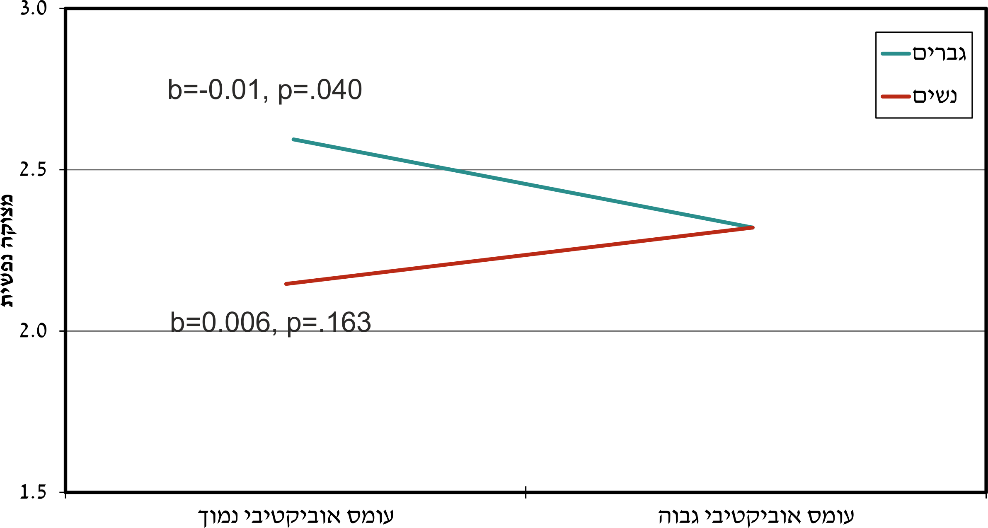 3.0
גברים
נשים
b=-0.01, p=.040
2.5
מצוקה נפשית
b=0.006, p=.163
2.0
1.5
עומס אוביקטיבי נמוך
עומס אוביקטיבי גבוה